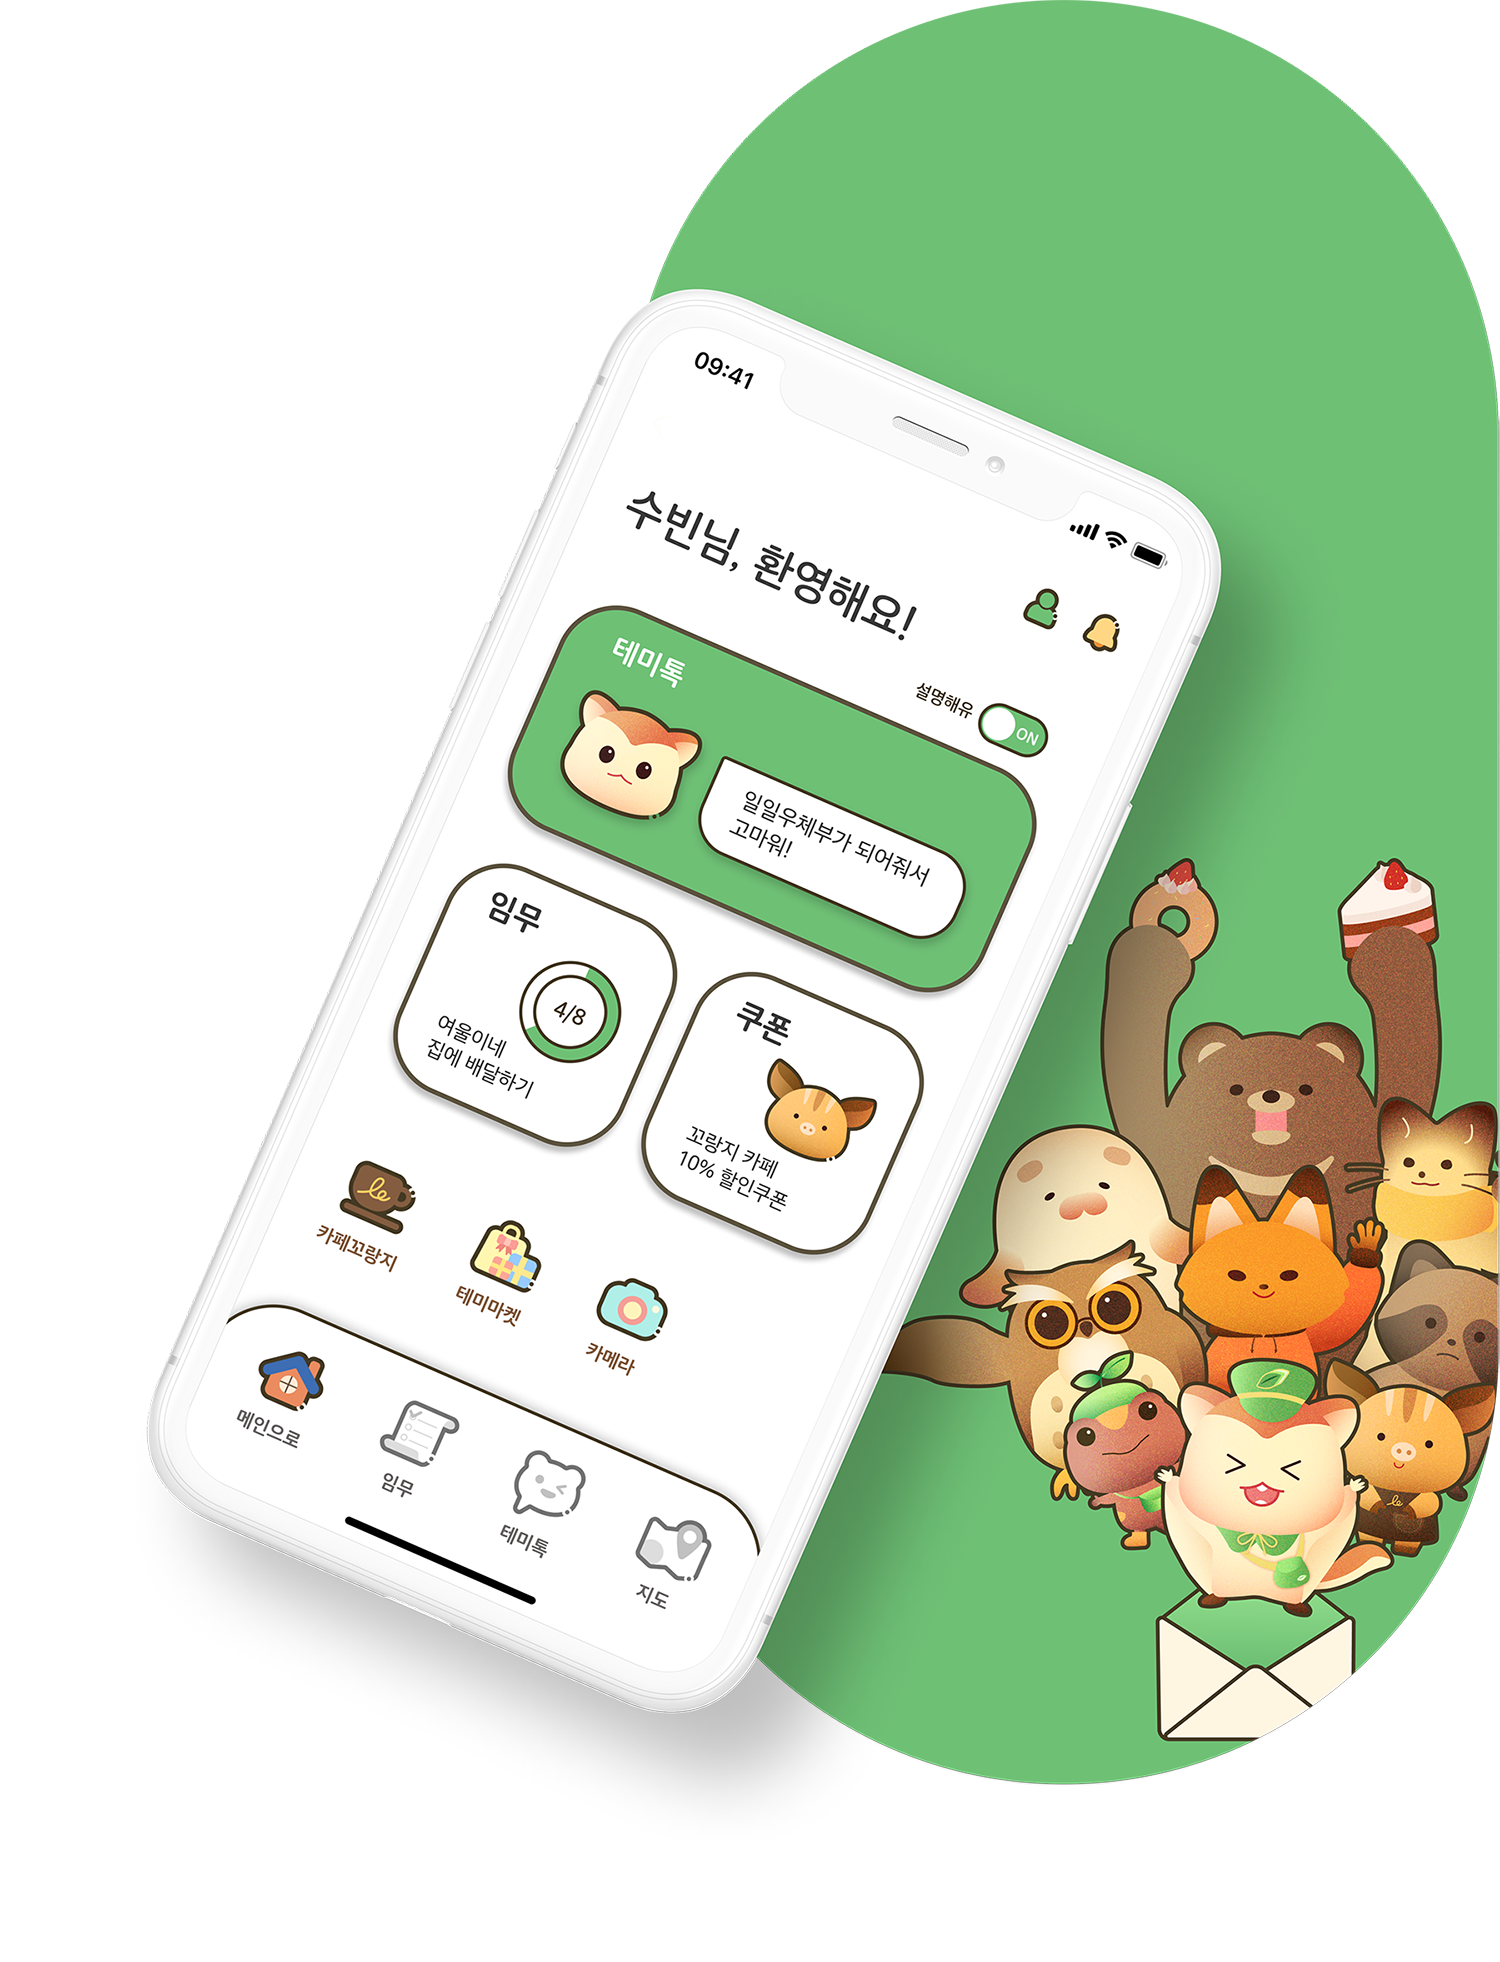 09:41
수빈님, 환영해요!
테미톡
설명해유
ON
일일우체부가 되어줘서
고마워!
임무
4/8
여울이네
집에 배달하기
쿠폰
꼬랑지 카페
10% 할인쿠폰
le
카페꼬랑지
테미마켓
카메라
메인으로
임무
테미톡
지도
le